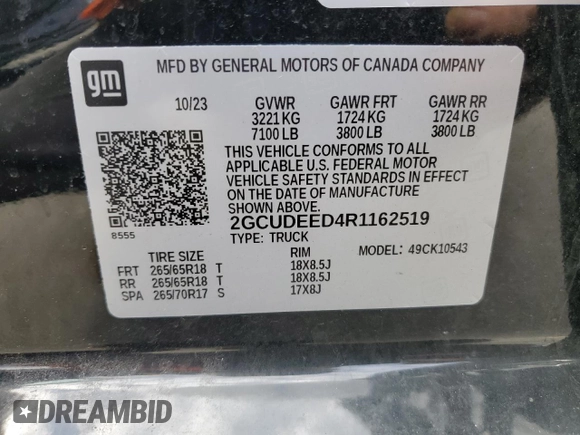 gm
MFD BY GENERAL MOTORS OF CANADA COMPANY
10/23 GVWR GAWR FRT GAWR RR
3221 KG 1724 KG 1724 KG
7100 LB 3800 LB 3800 LB
THIS VEHICLE CONFORMS TO ALL
APPLICABLE U.S. FEDERAL MOTOR
VEHICLE SAFETY STANDARDS IN EFFECT
ON THE DATE OF MANUFACTURE
SHOWN ABOVE.
8555 2GCUDEED4R1162519
TYPE: TRUCK MODEL: 49CK10543
TIRE SIZE RIM
FRT 265/65R18 T 18X8.5J
RR 265/65R18 T 18X8.5J
SPA 265/70R17 S 17X8J
DREAMBID